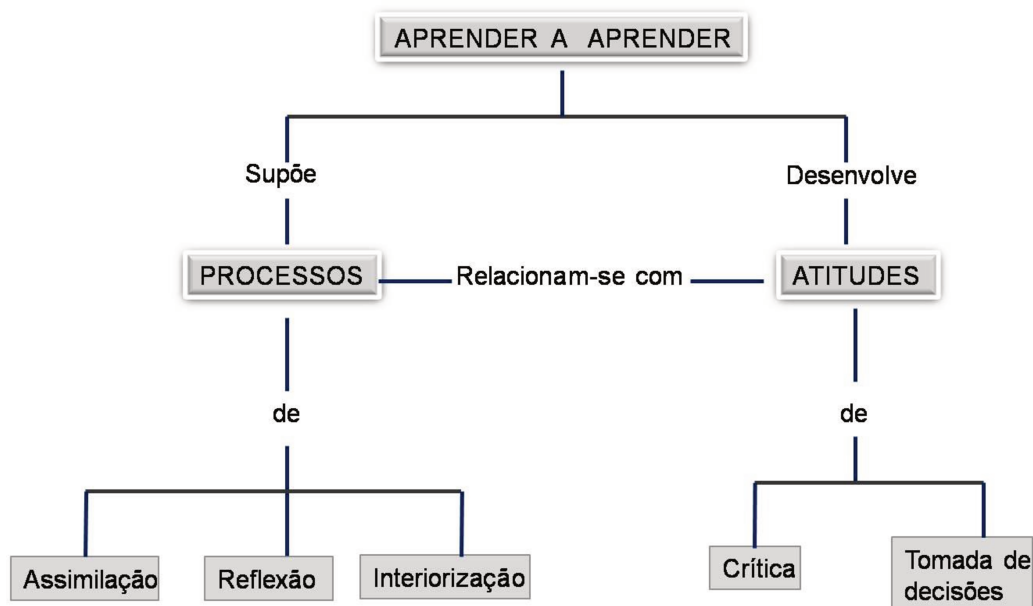 APRENDER A APRENDER
Supõe
Desenvolve
PROCESSOS
Relacionam-se com
ATITUDES
de
de
Assimilação
Reflexão
Interiorização
Crítica
Tomada de
decisões